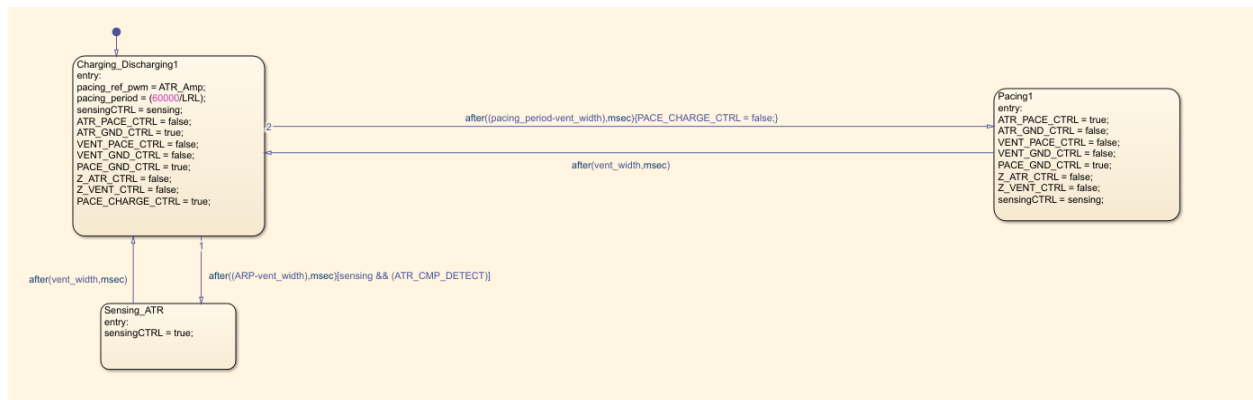 Charging_Discharging1
entry:
pacing_ref_pwm = ATR_Amp;
pacing_period = (60000/LRL);
sensingCTRL = sensing;
ATR_PACE_CTRL = false;
ATR_GND_CTRL = true;
VENT_PACE_CTRL = false;
VENT_GND_CTRL = false;
PACE_GND_CTRL = true;
Z_ATR_CTRL = false;
Z_VENT_CTRL = false;
PACE_CHARGE_CTRL = true;
2
after((pacing_period-vent_width),msec){PACE_CHARGE_CTRL = false;}
after(vent_width,msec)
Pacing1
entry:
ATR_PACE_CTRL = true;
ATR_GND_CTRL = false;
VENT_PACE_CTRL = false;
VENT_GND_CTRL = false;
PACE_GND_CTRL = true;
Z_ATR_CTRL = false;
Z_VENT_CTRL = false;
sensingCTRL = sensing;
1
after(vent_width,msec)
after((ARP-vent_width),msec)[sensing && (ATR_CMP_DETECT)]
Sensing_ATR
entry:
sensingCTRL = true;